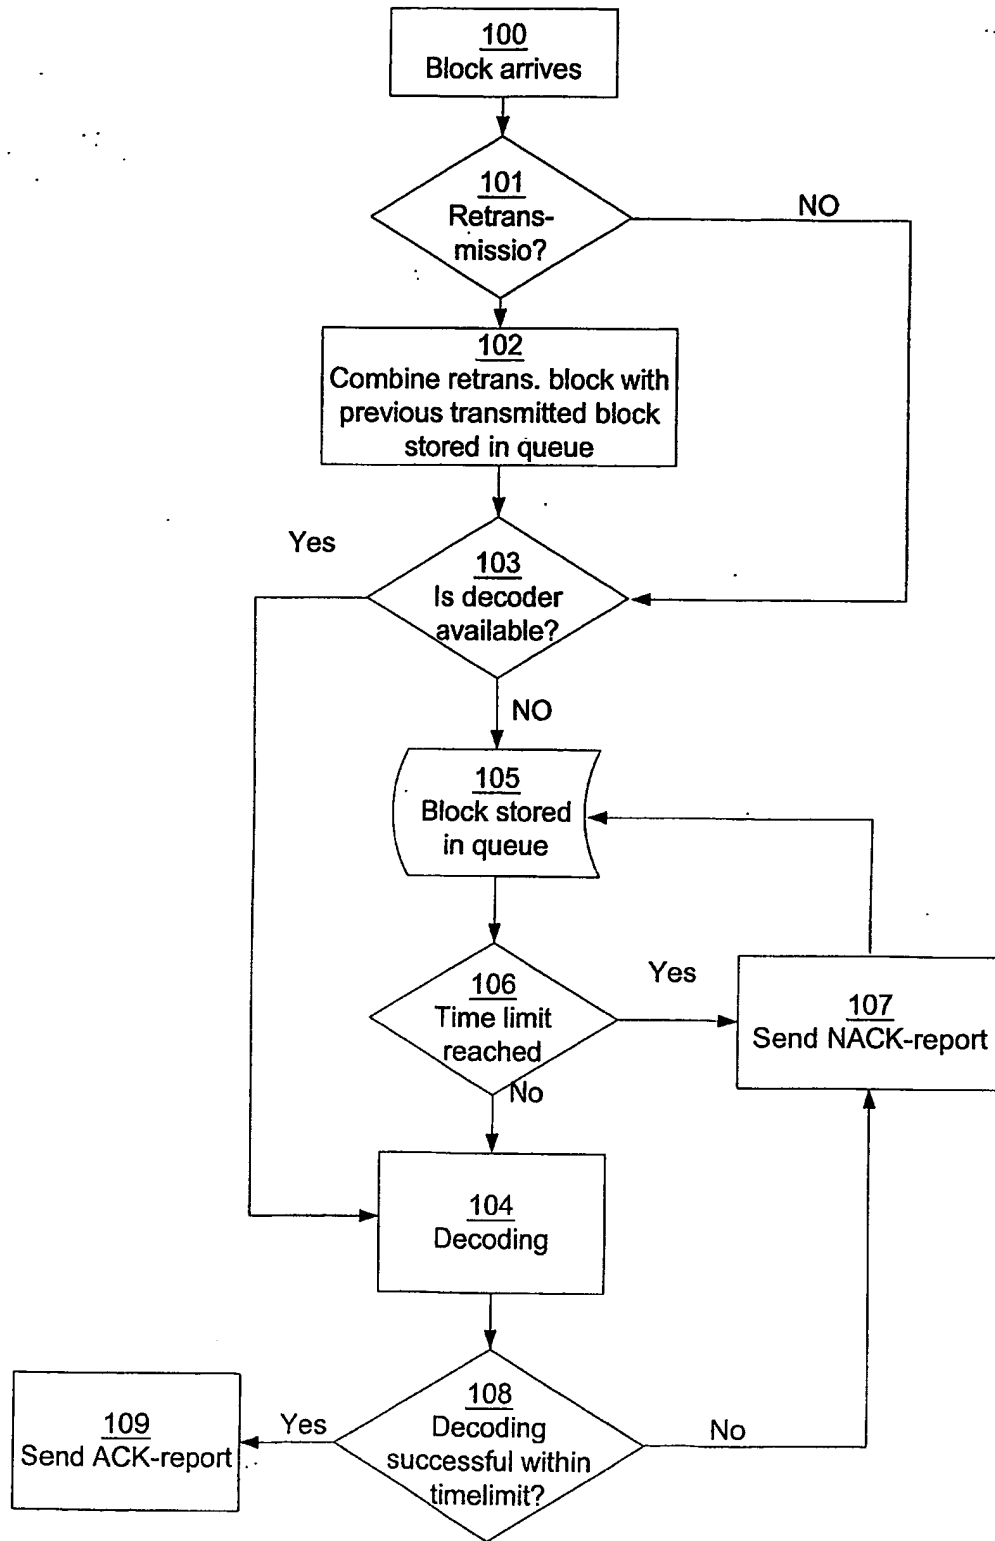 100
Block arrives
101
Retrans-
missio?
NO
102
Combine retrans. block with
previous transmitted block
stored in queue
Yes
103
Is decoder
available?
NO
105
Block stored
in queue
106
Time limit
reached
Yes
No
107
Send NACK-report
104
Decoding
108
Decoding
successful within
timelimit?
Yes
No
109
Send ACK-report